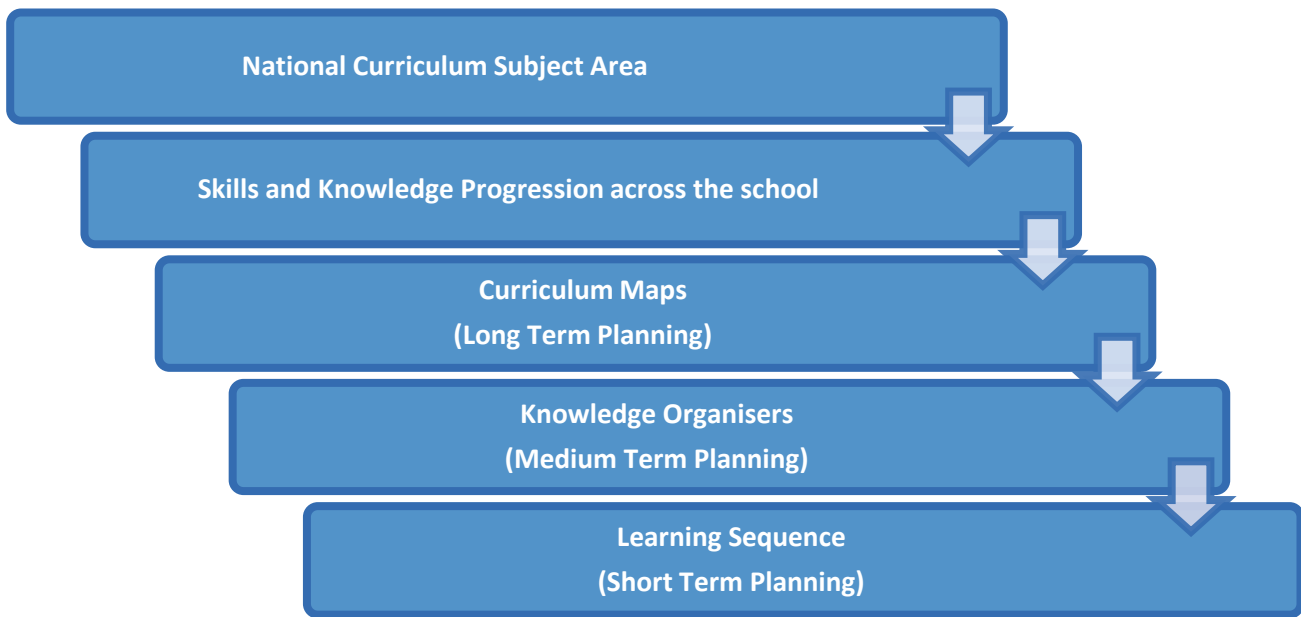 National Curriculum Subject Area
Skills and Knowledge Progression across the school
Curriculum Maps
(Long Term Planning)
Knowledge Organisers
(Medium Term Planning)
Learning Sequence
(Short Term Planning)